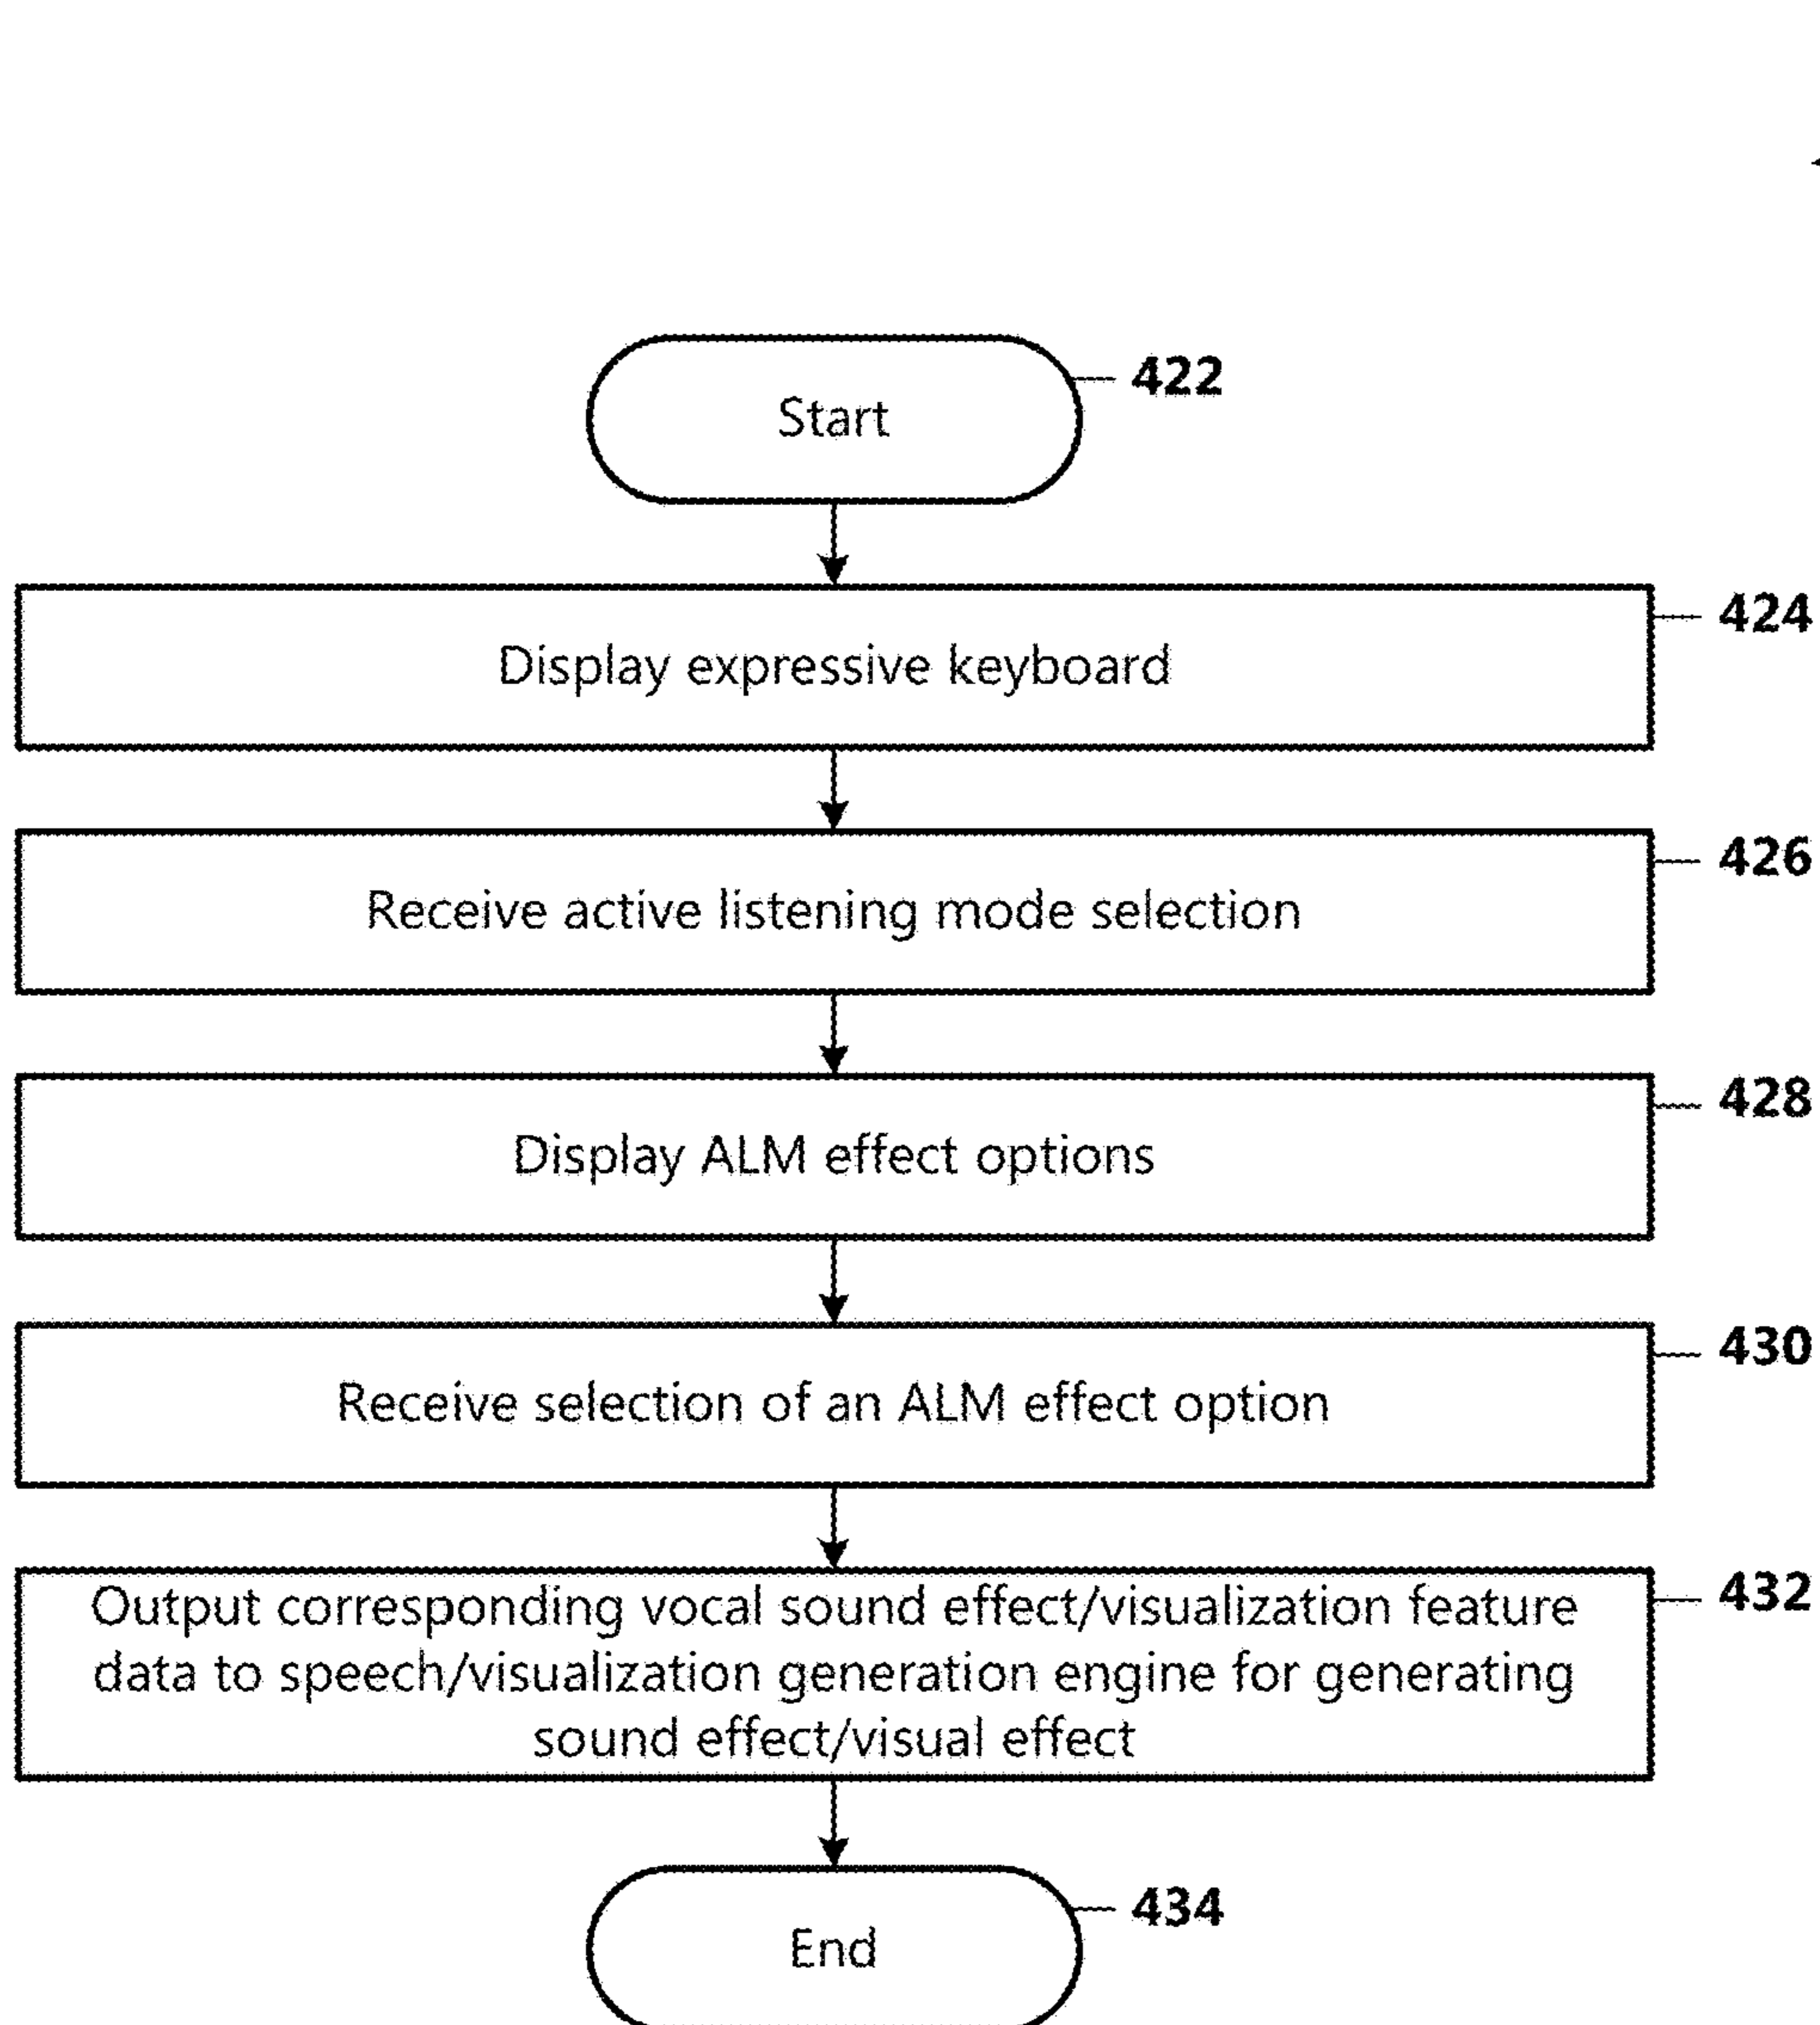 422
Start
424
Display expressive keyboard
426
Receive active listening mode selection
428
Display ALM effect options
430
Receive selection of an ALM effect option
432
Output corresponding vocal sound effect/visualization feature
data to speech/visualization generation engine for generating
sound effect/visual effect
434
End